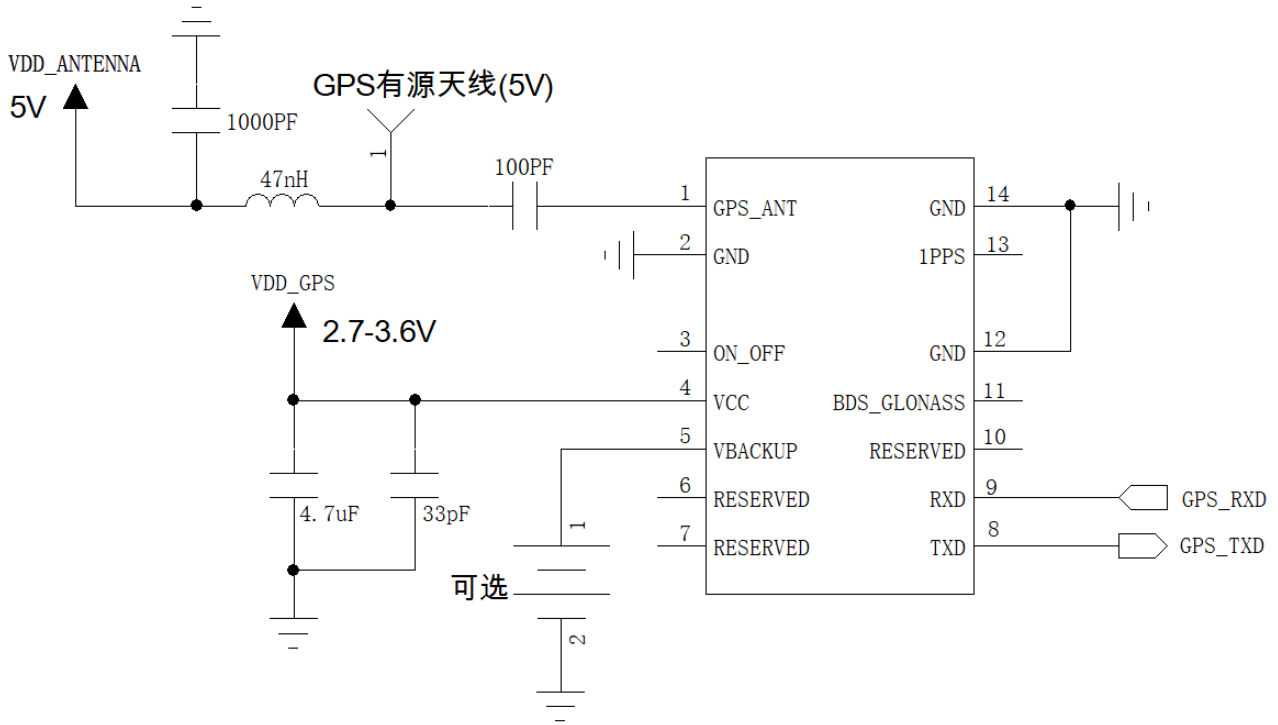 VDD_ANTENNA
5V
1000PF
GPS有源天线(5V)
1
47nH
100PF
1
GPS_ANT
GND
14
2
GND
1PPS
13
VDD_GPS
2.7-3.6V
3
ON_OFF
GND
12
4
VCC
BDS_GLONASS
11
5
VBACKUP
RESERVED
10
6
RESERVED
RXD
9
GPS_RXD
7
RESERVED
TXD
8
GPS_TXD
4.7uF
33pF
1
可选
2